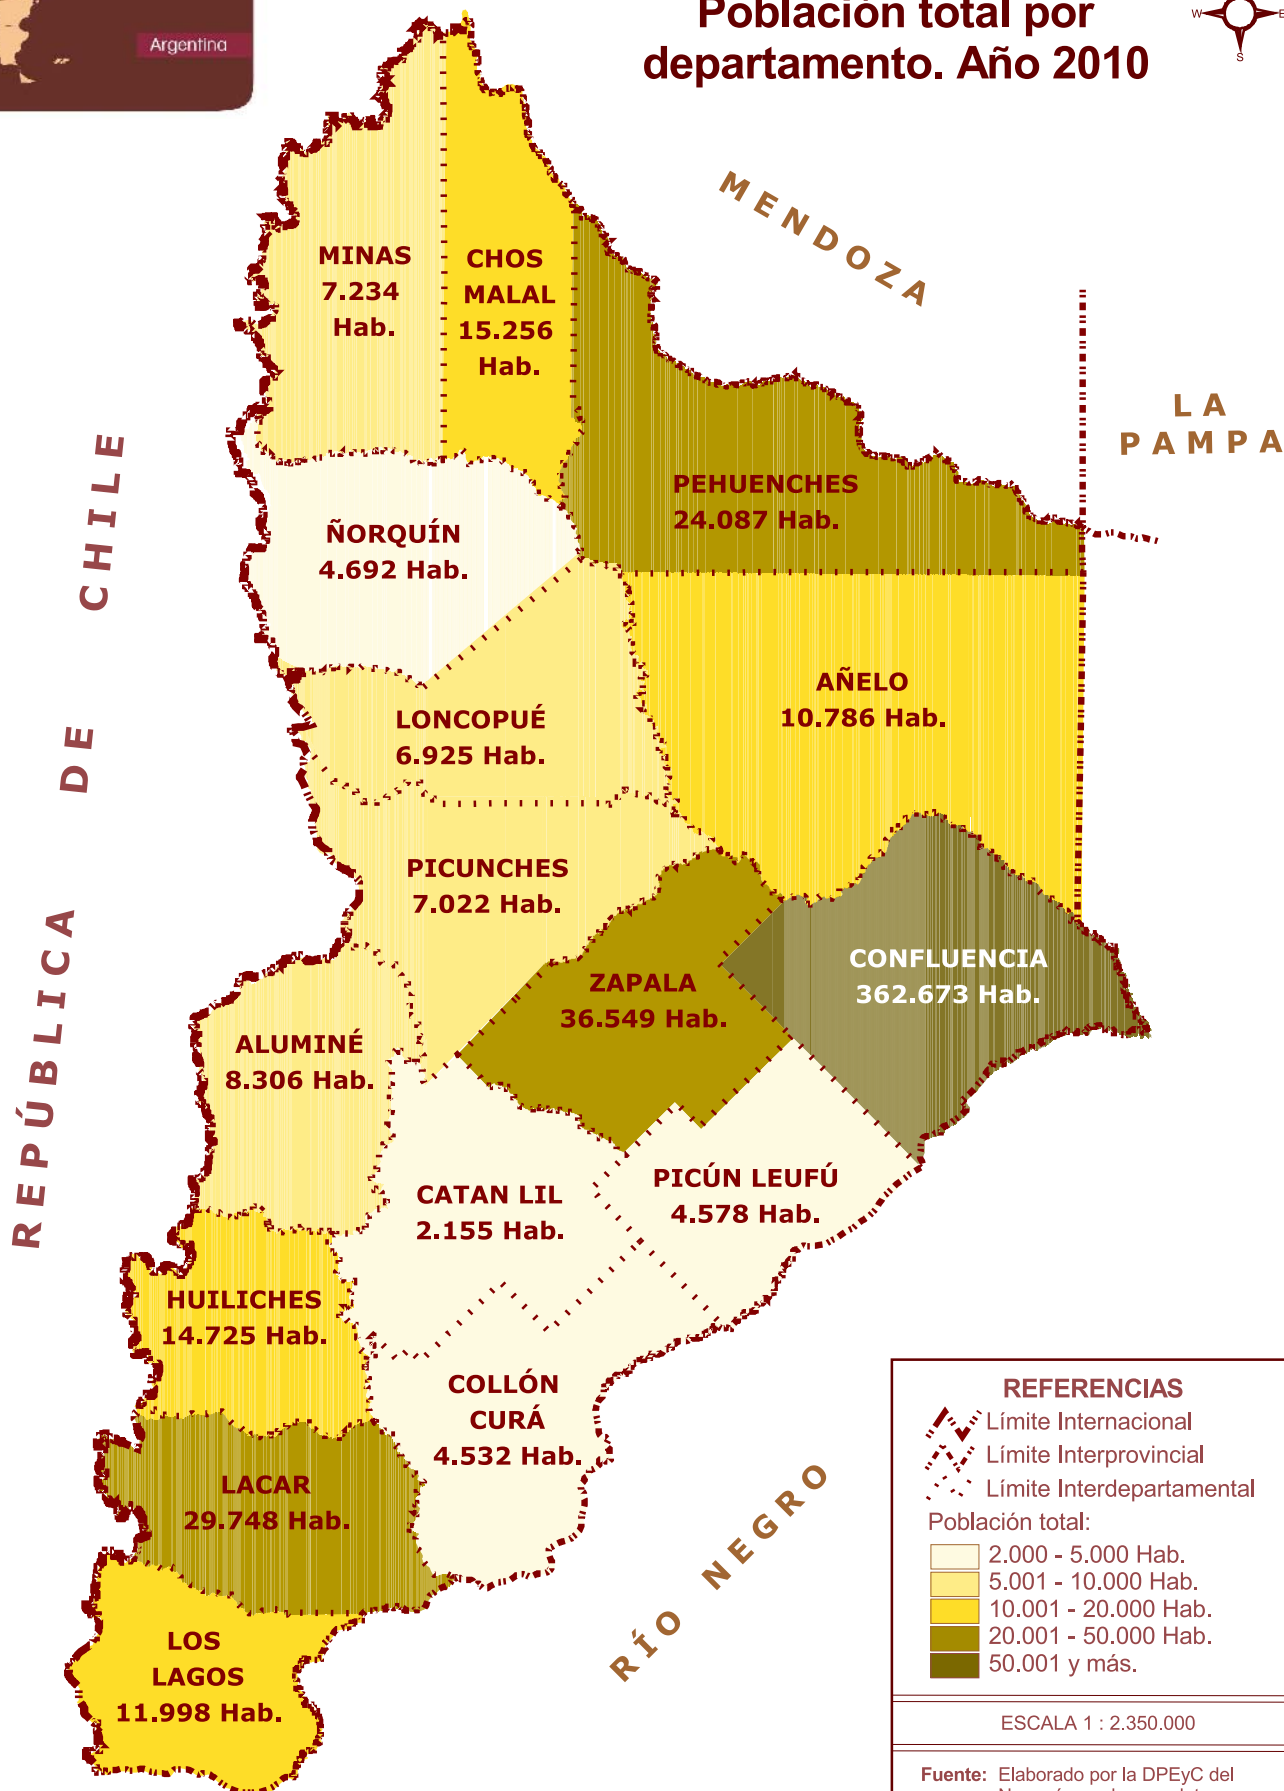 Argentina
Población total por
departamento. Año 2010
W
E
S
MENDOZA
LA
PAMPA
REPÚBLICA DE CHILE
MINAS
7.234
Hab.
CHOS
MALAL
15.256
Hab.
PEHUENCHES
24.087 Hab.
ÑORQUÍN
4.692 Hab.
AÑELO
10.786 Hab.
LONCOPUÉ
6.925 Hab.
PICUNCHES
7.022 Hab.
CONFLUENCIA
362.673 Hab.
ZAPALA
36.549 Hab.
ALUMINÉ
8.306 Hab.
PICÚN LEUFÚ
4.578 Hab.
CATAN LIL
2.155 Hab.
HUILICHES
14.725 Hab.
COLLÓN
CURÁ
4.532 Hab.
LACAR
29.748 Hab.
LOS
LAGOS
11.998 Hab.
RÍO NEGRO
REFERENCIAS
Límite Internacional
Límite Interprovincial
Límite Interdepartamental
Población total:
2.000 - 5.000 Hab.
5.001 - 10.000 Hab.
10.001 - 20.000 Hab.
20.001 - 50.000 Hab.
50.001 y más.
ESCALA 1 : 2.350.000
Fuente: Elaborado por la DPEyC del